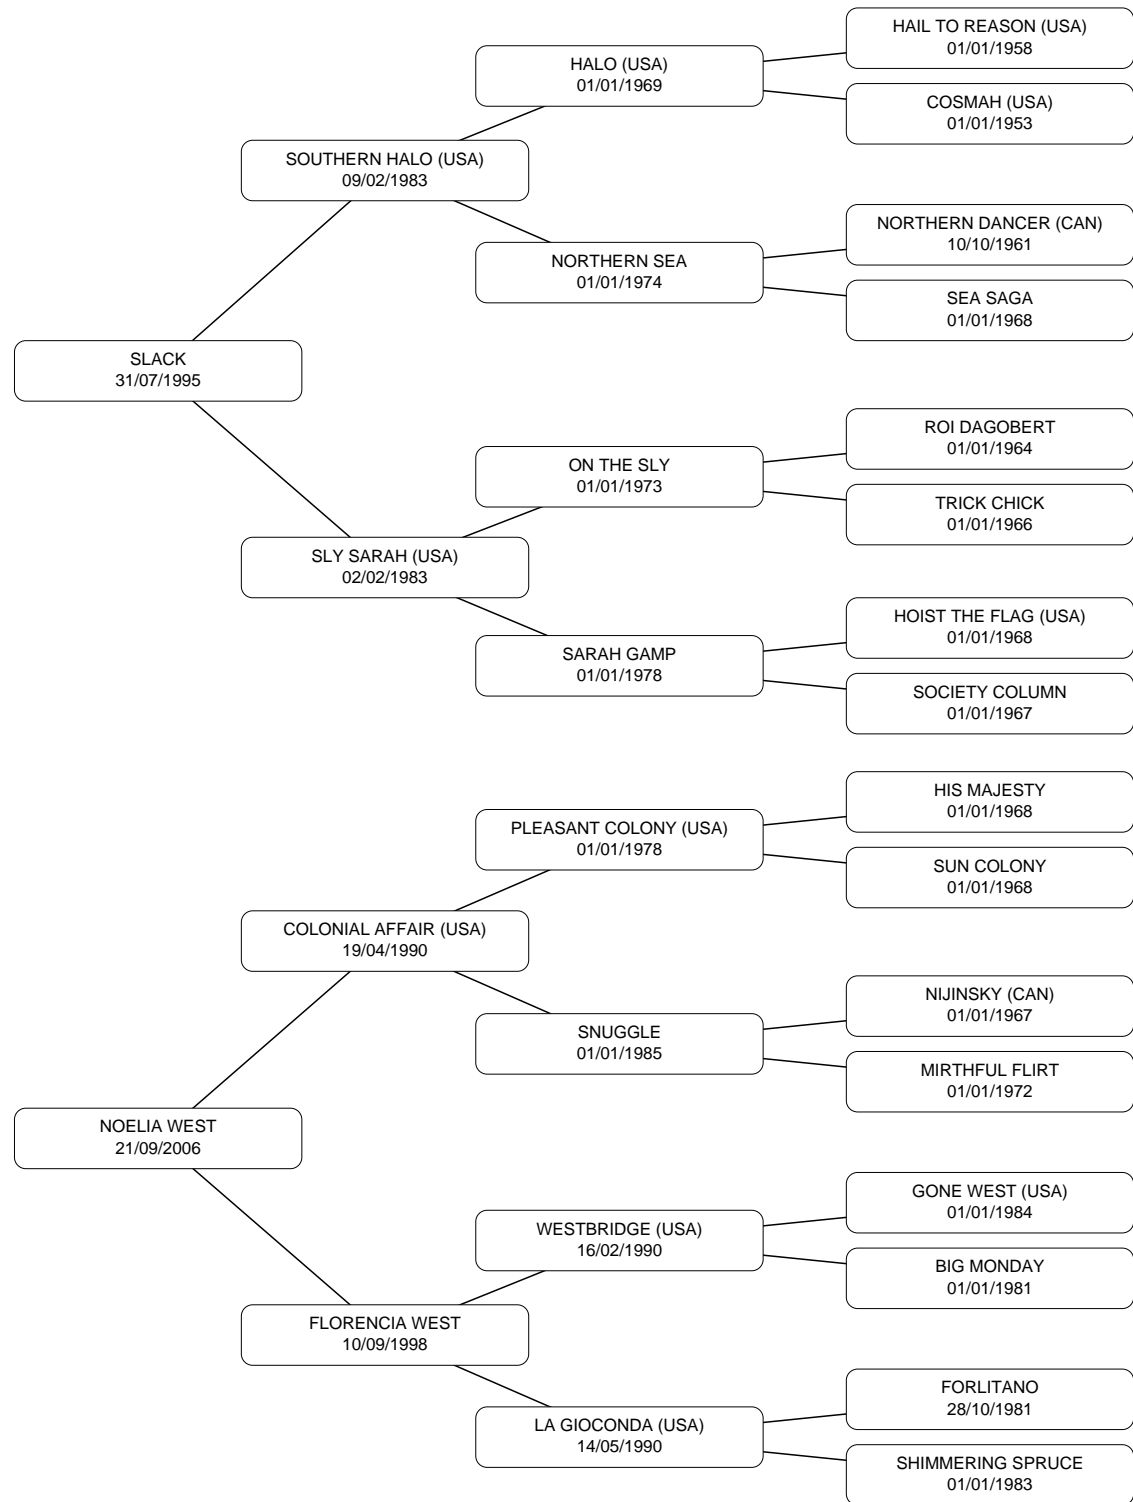 HAIL TO REASON (USA)
01/01/1958
HALO (USA)
01/01/1969
COSMAH (USA)
01/01/1953
SOUTHERN HALO (USA)
09/02/1983
NORTHERN DANCER (CAN)
10/10/1961
NORTHERN SEA
01/01/1974
SEA SAGA
01/01/1968
SLACK
31/07/1995
ROI DAGOBERT
01/01/1964
ON THE SLY
01/01/1973
TRICK CHICK
01/01/1966
SLY SARAH (USA)
02/02/1983
HOIST THE FLAG (USA)
01/01/1968
SARAH GAMP
01/01/1978
SOCIETY COLUMN
01/01/1967
HIS MAJESTY
01/01/1968
PLEASANT COLONY (USA)
01/01/1978
SUN COLONY
01/01/1968
COLONIAL AFFAIR (USA)
19/04/1990
NIJINSKY (CAN)
01/01/1967
SNUGGLE
01/01/1985
MIRTHFUL FLIRT
01/01/1972
NOELIA WEST
21/09/2006
GONE WEST (USA)
01/01/1984
WESTBRIDGE (USA)
16/02/1990
BIG MONDAY
01/01/1981
FLORENCIA WEST
10/09/1998
FORLITANO
28/10/1981
LA GIOCONDA (USA)
14/05/1990
SHIMMERING SPRUCE
01/01/1983